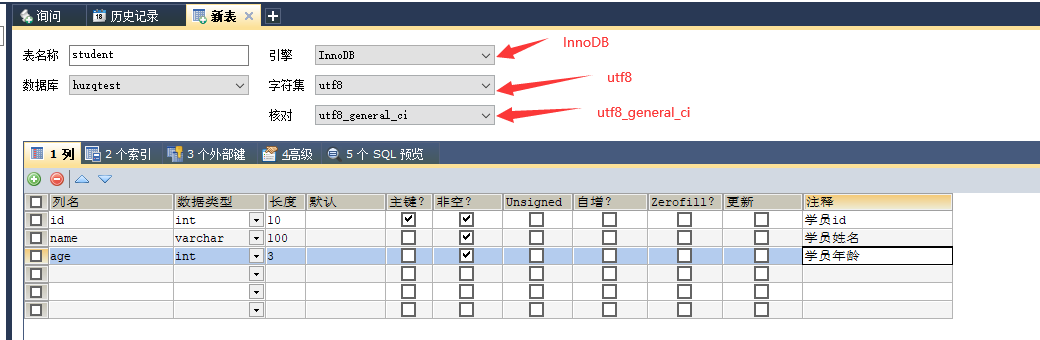 询问 历史记录 新表
表名称 student 引擎 InnoDB InnoDB
数据库 huzqtest 字符集 utf8 utf8
核对 utf8_general_ci utf8_general_ci
1 列 2 个索引 3 个外部键 4高级 5 个 SQL 预览
列名 数据类型 长度 默认 主键? 非空? Unsigned 自增? Zerofill? 更新 注释
id int 10 学员id
name varchar 100 学员姓名
age int 3 学员年龄